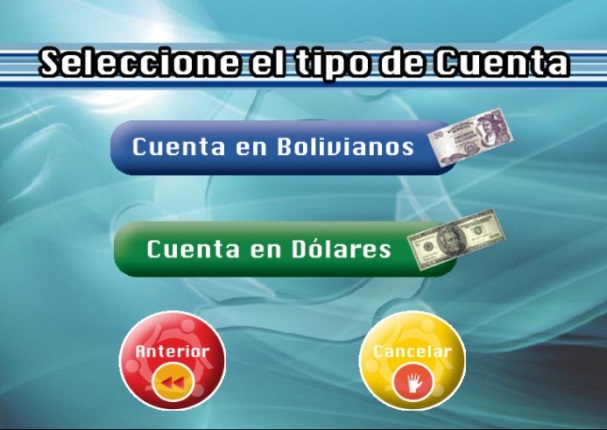 Seleccione el tipo de Cuenta
Cuenta en Bolivianos
Cuenta en Dólares
Anterior
Cancelar